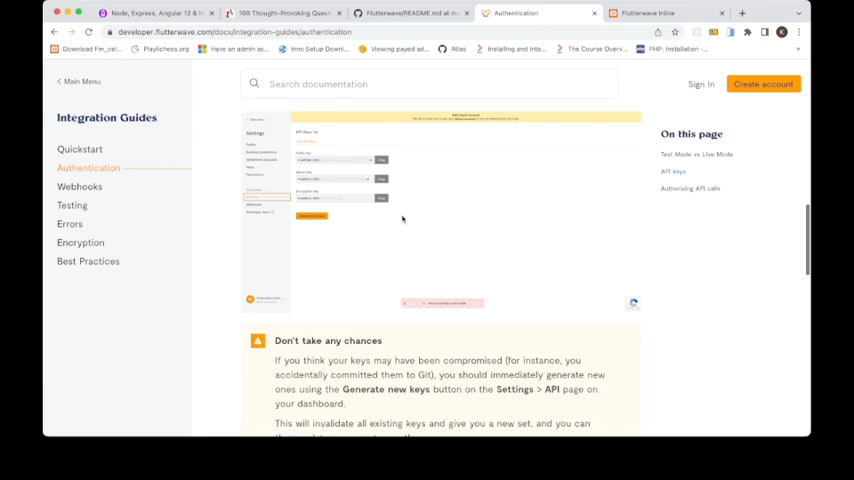 Node, Express, Angular 12 & M
108 Thought-Provoking Quest
Flutterwave/README.md at m
Authentication
Flutterwave Inline
developer.flutterwave.com/docs/integration-guides/authentication
K
Download Fm_cel...
Playlichess.org
Have an admin ac...
Inno Setup Downl...
Viewing payed ad...
Atlas
Installing and Inte...
The Course Overv...
PHP: Installation -...
Main Menu
Search documentation
Sign In
Create account
Integration Guides
Quickstart
Authentication
Webhooks
Testing
Errors
Encryption
Best Practices
Settings
On this page
Test Mode vs Live Mode
API keys
Authorizing API calls
Don't take any chances
If you think your keys may have been compromised (for instance, you
accidentally committed them to Git), you should immediately generate new
ones using the Generate new keys button on the Settings > API page on
your dashboard.
This will invalidate all existing keys and give you a new set, and you can